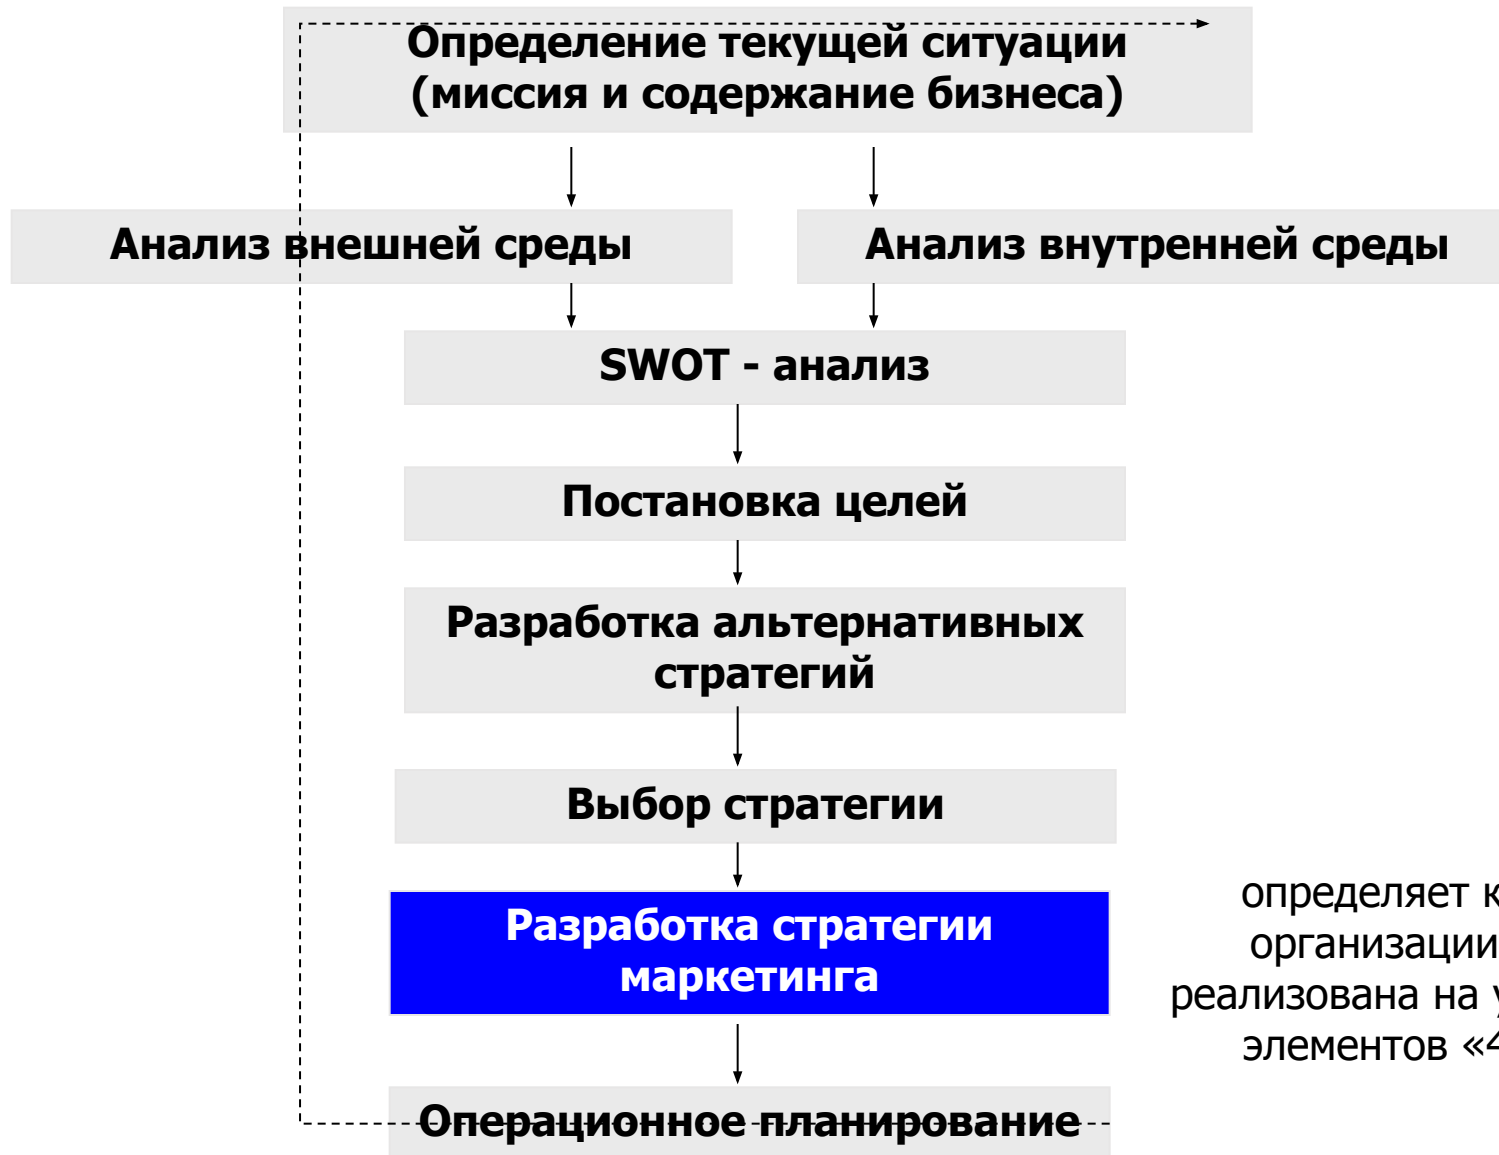 Определение текущей ситуации
(миссия и содержание бизнеса)
Анализ внешней среды
Анализ внутренней среды
SWOT - анализ
Постановка целей
Разработка альтернативных
стратегий
Выбор стратегии
Разработка стратегии
маркетинга
определяет
организации
реализована на
элементов «4
Операционное планирование